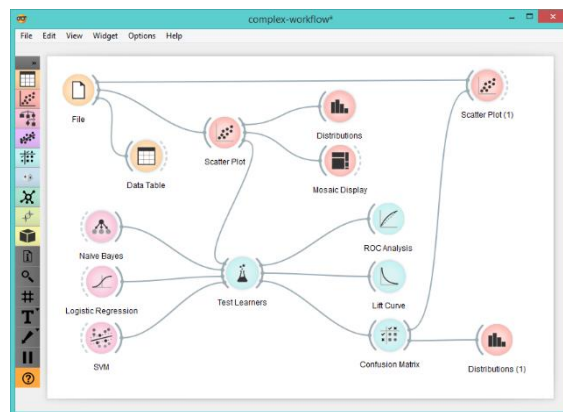 complex-workflow*
File Edit View Widget Options Help
File
Scatter Plot (1)
Distributions
Scatter Plot
Data Table
Mosaic Display
Naive Bayes
ROC Analysis
Logistic Regression
Test Learners
Lift Curve
SVM
Confusion Matrix
Distributions (1)